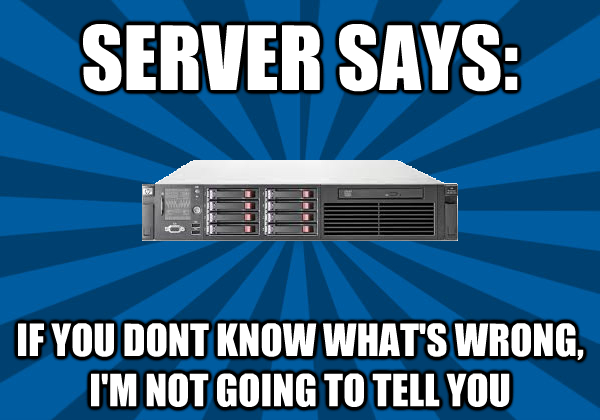 SERVER SAYS:
IF YOU DONT KNOW WHAT'S WRONG,
I'M NOT GOING TO TELL YOU